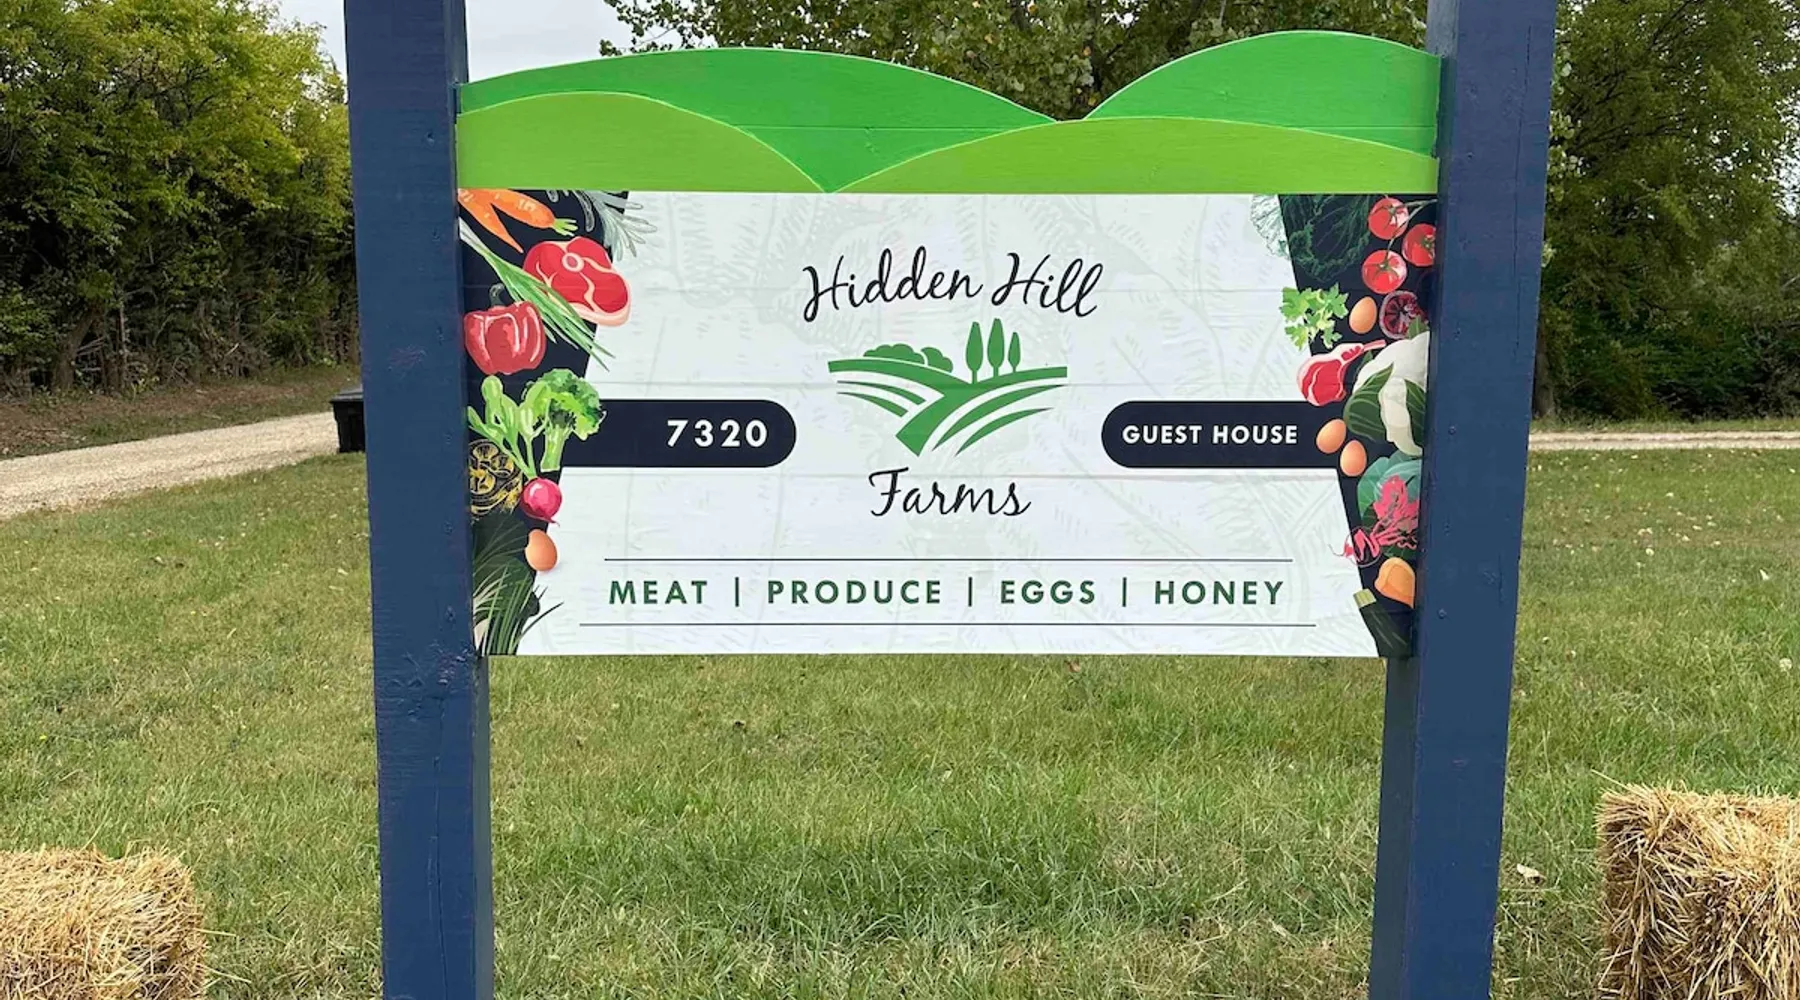 Hidden Hill
7320
GUEST HOUSE
Farms
MEAT | PRODUCE | EGGS | HONEY